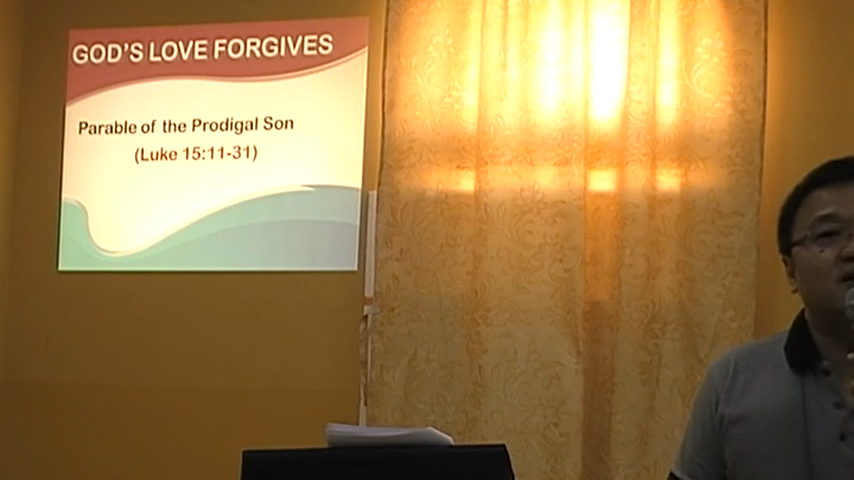 GOD'S LOVE FORGIVES
Parable of the Prodigal Son
(Luke 15:11-31)